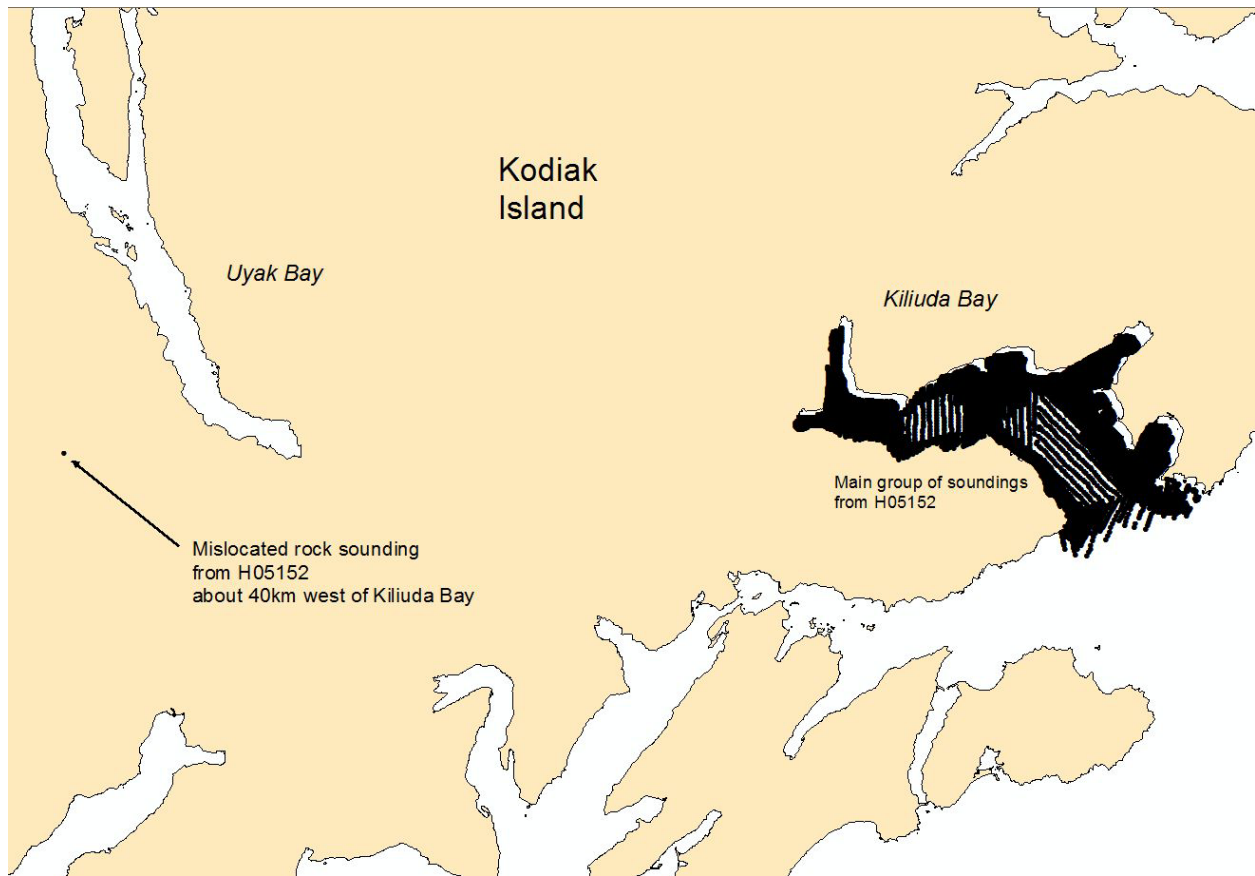 Kodiak
Island
Uyak Bay
Kiliuda Bay
Main group of soundings
from H05152
Mislocated rock sounding
from H05152
about 40km west of Kiliuda Bay